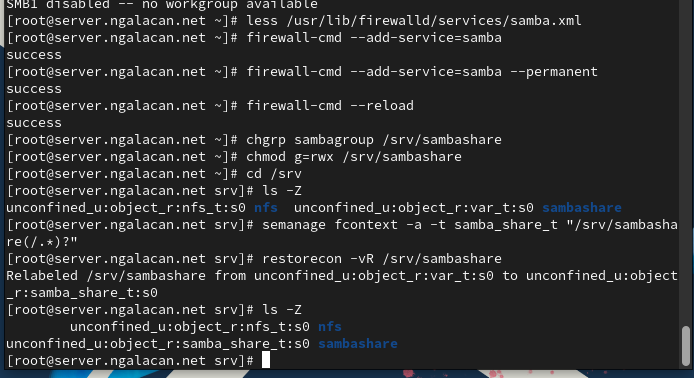 SMB1 disabled -- no workgroup available
[root@server.ngalacan.net ~]# less /usr/lib/firewalld/services/samba.xml
[root@server.ngalacan.net ~]# firewall-cmd --add-service=samba
success
[root@server.ngalacan.net ~]# firewall-cmd --add-service=samba --permanent
success
[root@server.ngalacan.net ~]# firewall-cmd --reload
success
[root@server.ngalacan.net ~]# chgrp sambagroup /srv/sambashare
[root@server.ngalacan.net ~]# chmod g=rwx /srv/sambashare
[root@server.ngalacan.net ~]# cd /srv
[root@server.ngalacan.net srv]# ls -Z
unconfined_u:object_r:nfs_t:s0 nfs  unconfined_u:object_r:var_t:s0 sambashare
[root@server.ngalacan.net srv]# semanage fcontext -a -t samba_share_t "/srv/sambasha
re(/.*)?"
[root@server.ngalacan.net srv]# restorecon -vR /srv/sambashare
Relabeled /srv/sambashare from unconfined_u:object_r:var_t:s0 to unconfined_u:object
_r:samba_share_t:s0
[root@server.ngalacan.net srv]# ls -Z
        unconfined_u:object_r:nfs_t:s0 nfs
unconfined_u:object_r:samba_share_t:s0 sambashare
[root@server.ngalacan.net srv]#